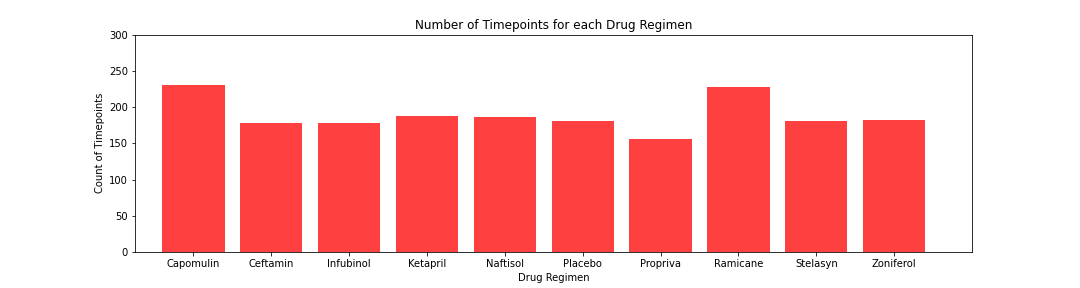 Number of Timepoints for each Drug Regimen
300
250
200
150
100
50
0
Count of Timepoints
Capomulin Ceftamin Infubinol Ketapril Naftisol Placebo Propriva Ramicane Stelasyn Zoniferol
Drug Regimen